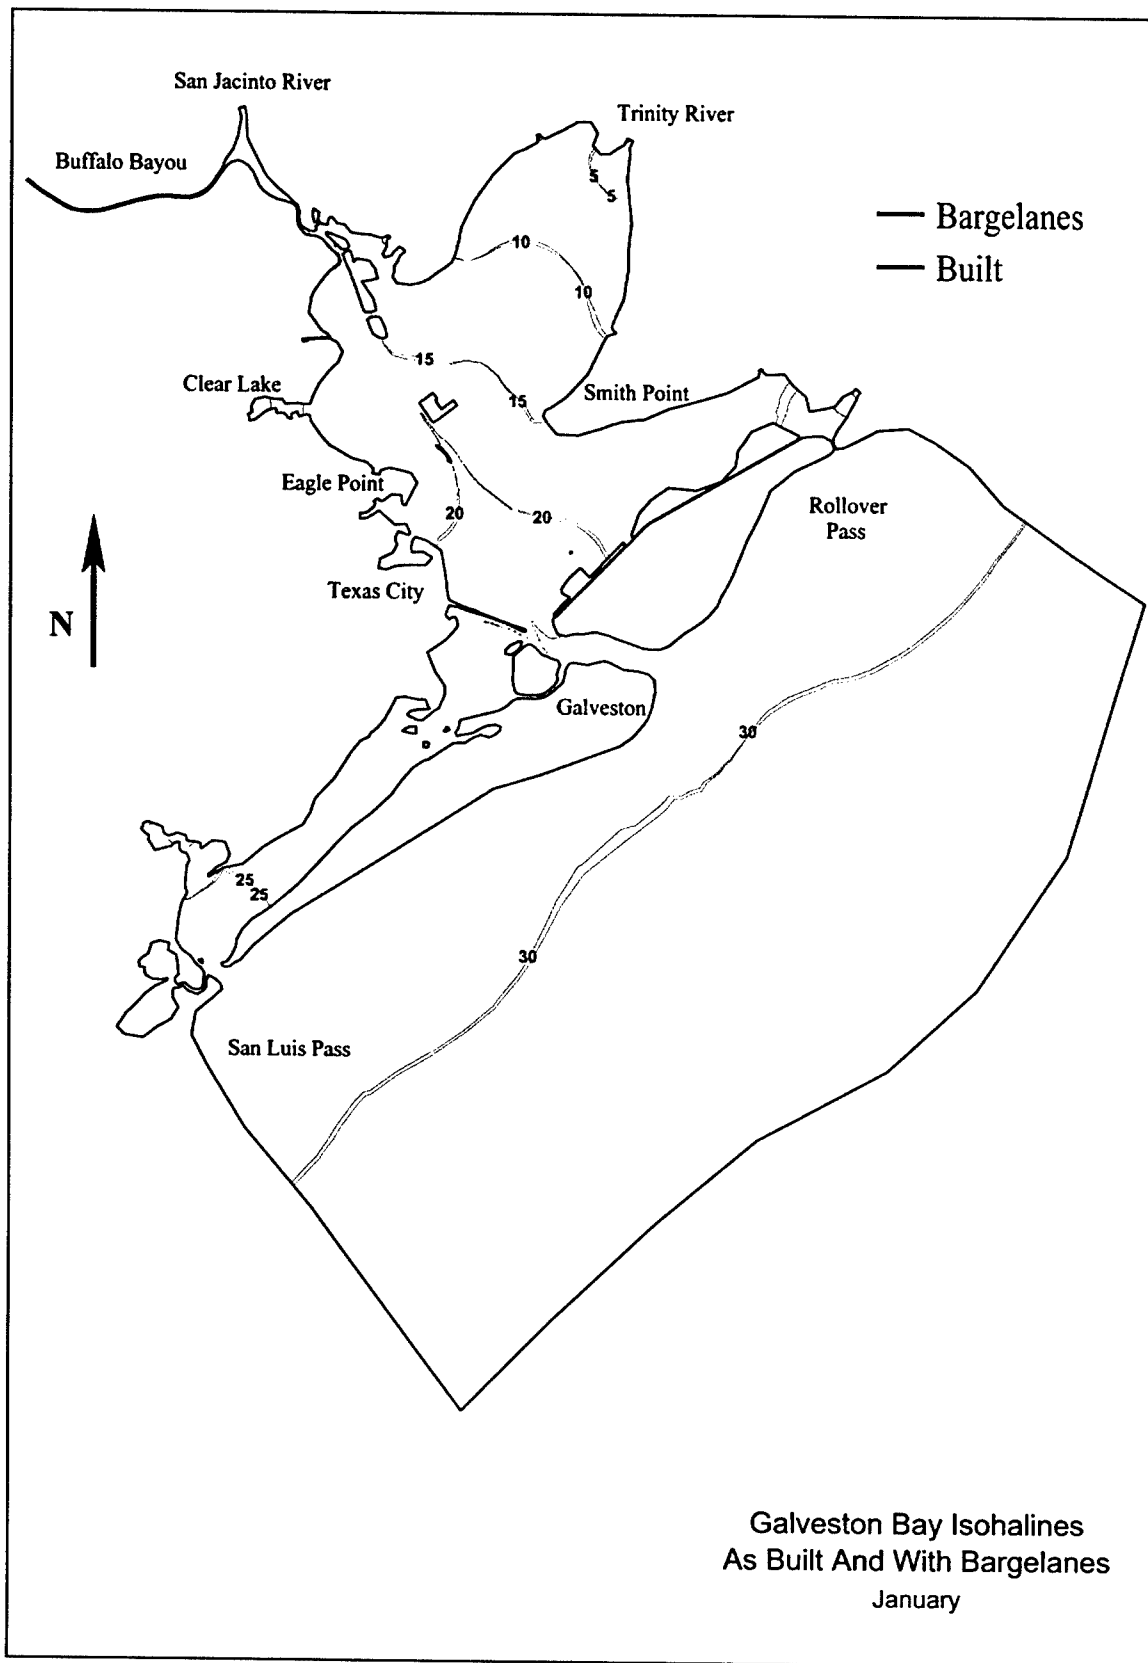 San Jacinto River
Trinity River
Buffalo Bayou
5
5
Bargelanes
10
Built
10
15
Clear Lake
15
Smith Point
Eagle Point
20
20
Rollover
Pass
Texas City
N
Galveston
30
25
25
30
San Luis Pass
Galveston Bay Isohalines
As Built And With Bargelanes
January